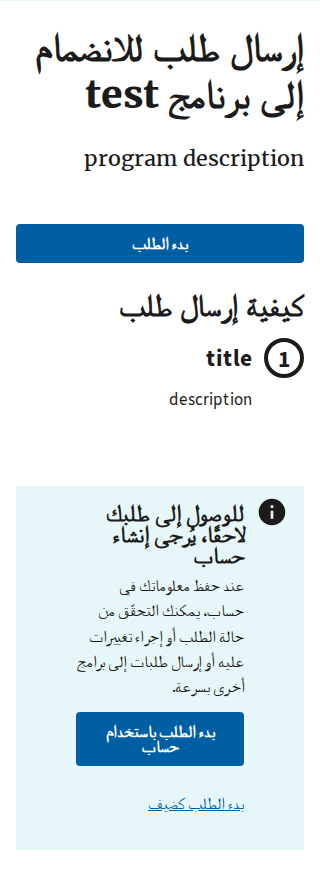 إرسال طلب للانضمام
إلى برنامج test
program description
بدء الطلب
كيفية إرسال طلب
1 title
description
للوصول إلى طلبك
لاحقًا، يُرجى إنشاء
حساب
عند حفظ معلوماتك في
حساب، يمكنك التحقّق من
حالة الطلب أو إجراء تغييرات
عليه أو إرسال طلبات إلى برامج
أخرى بسرعة.
بدء الطلب باستخدام
حساب
بدء الطلب كضيف